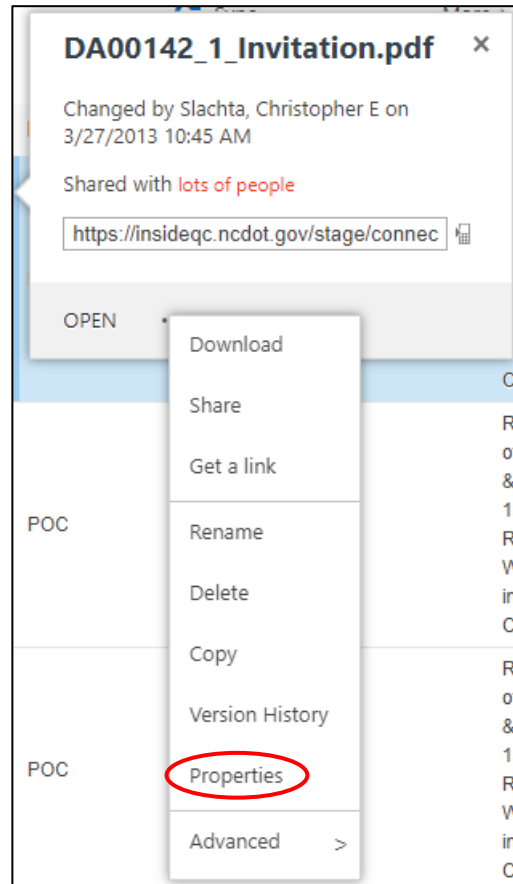 DA00142_1_Invitation.pdf ×
Changed by Slachta, Christopher E on
3/27/2013 10:45 AM
Shared with lots of people
https://insideqc.ncdot.gov/stage/connec
OPEN
Download
Share
Get a link
Rename
Delete
Copy
Version History
Properties
Advanced >
POC
POC